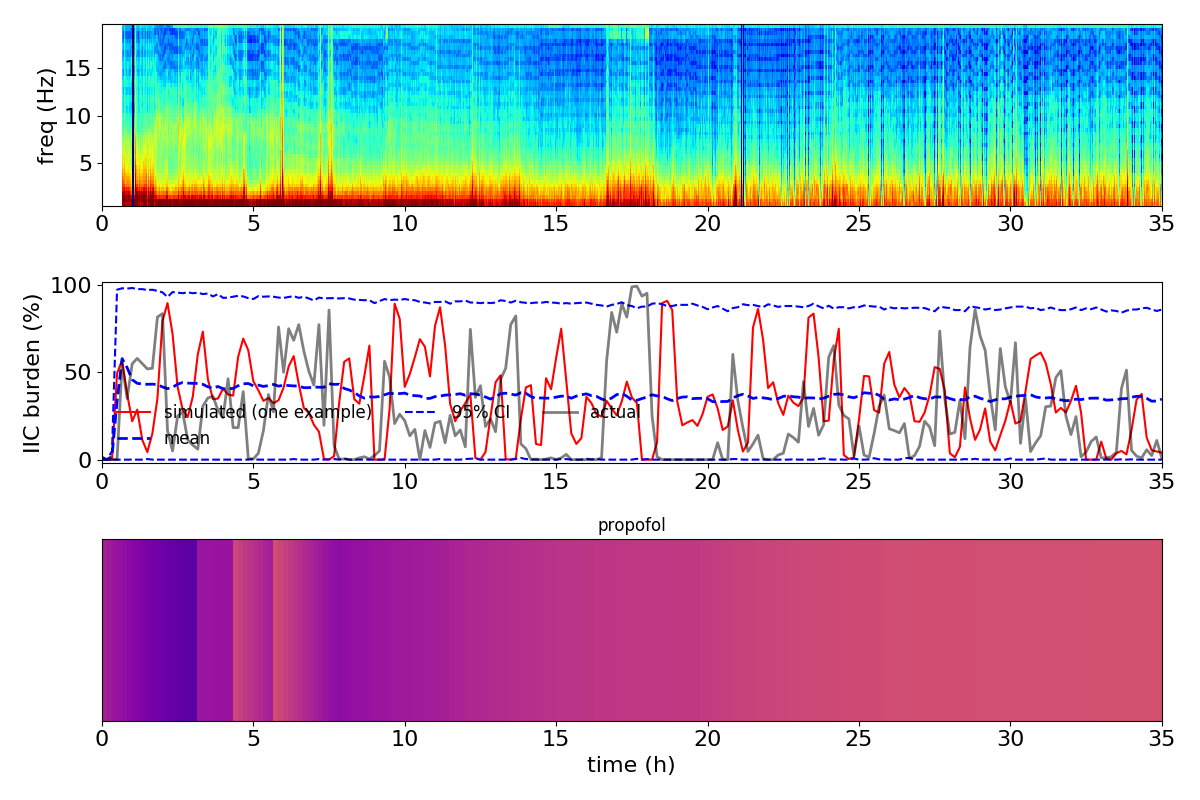 freq (Hz)
15
10
5
0 5 10 15 20 25 30 35
IIC burden (%)
100
50
0
simulated (one example) 95% CI actual
mean
0 5 10 15 20 25 30 35
propofol
0 5 10 15 20 25 30 35
time (h)